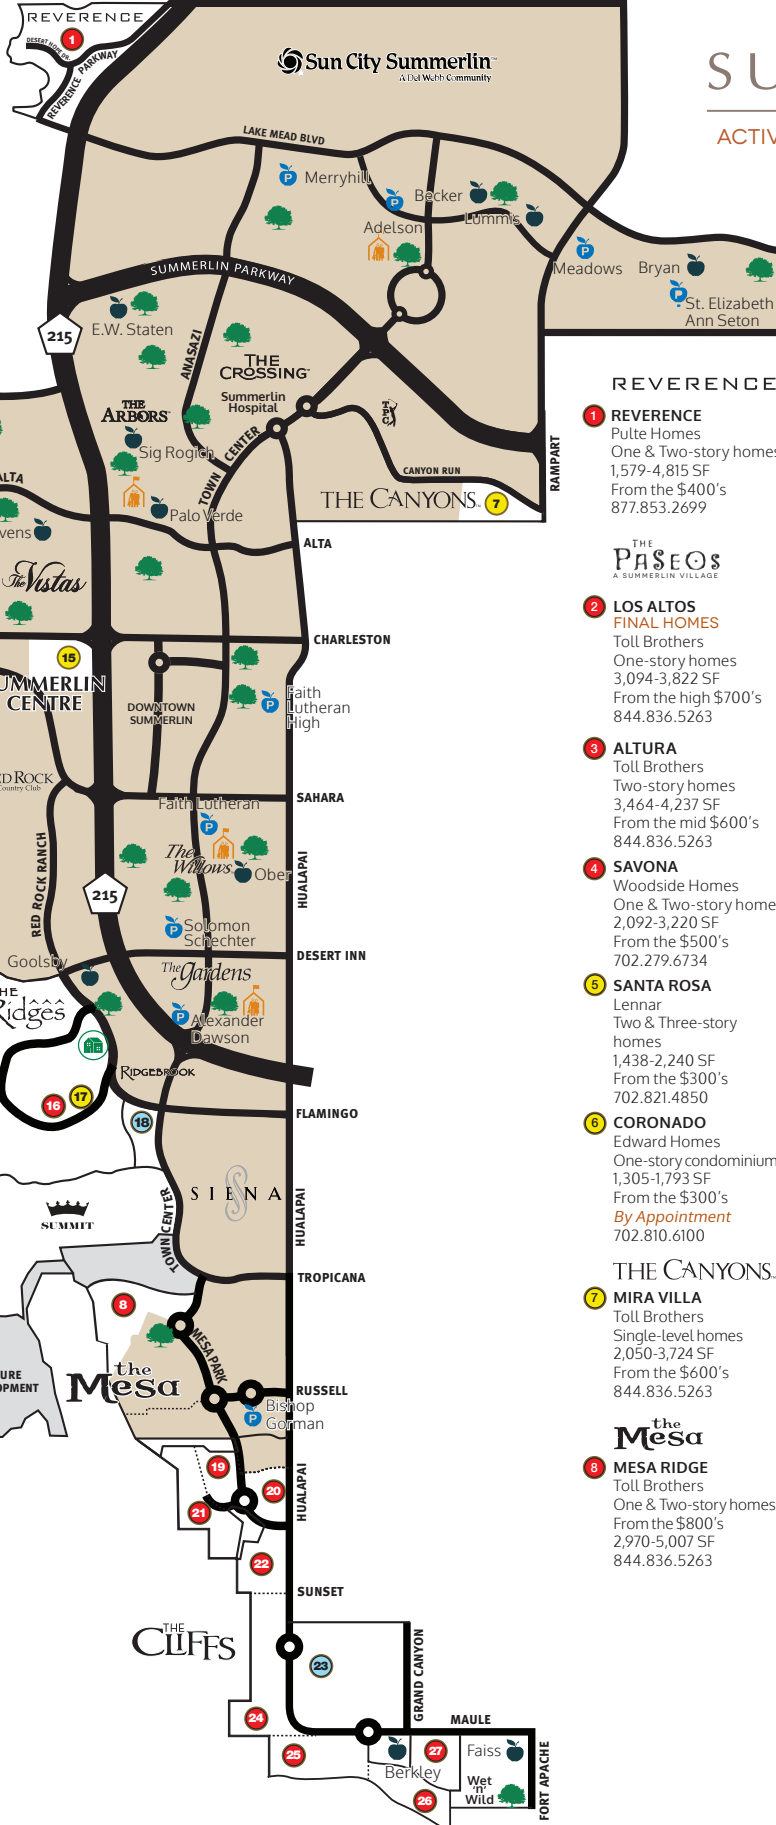 REVERENCE
1
DESERT HOPE DR.
REVERENCE PARKWAY
Sun City Summerlin
A Del Webb Community
SU
ACTIV
LAKE MEAD BLVD
P Merryhill
P
Adelson
Becker
Lummis
P
Meadows
Bryan
P
St. Elizabeth
Ann Seton
SUMMERLIN PARKWAY
215
E.W. Staten
ANASAZI
THE
CROSSING
Summerlin
Hospital
THE
ARBORS
Sig Rogich
TOWN CENTER
TPC
CANYON RUN
RAMPART
THE CANYONS 7
ALTA
Palo Verde
vens
ALTA
The Vistas
CHARLESTON
15
UMMERLIN
CENTRE
DOWNTOWN
SUMMERLIN
P
Faith
Lutheran
High
ED ROCK
Country Club
SAHARA
Faith Lutheran
P
RED ROCK RANCH
The
Willows
Ober
HUALAPAI
215
P Solomon
Schechter
DESERT INN
Goolsby
The Gardens
HE
Ridges
P Alexander
Dawson
RIDGEBROOK
16
17
18
FLAMINGO
SIENA
SUMMIT
TOWN CENTER
HUALAPAI
TROPICANA
8
MESA PARK
URE
OPMENT
the
Mesa
RUSSELL
P
Bishop
Gorman
19
20
21
HUALAPAI
22
SUNSET
THE
CLIFFS
23
GRAND CANYON
24
MAULE
25
27
Berkley
Faiss
Wet
'n'
Wild
26
FORT APACHE
REVERENCE
1 REVERENCE
Pulte Homes
One & Two-story homes
1,579-4,815 SF
From the $400's
877.853.2699
THE
PASEOS
A SUMMERLIN VILLAGE
2 LOS ALTOS
FINAL HOMES
Toll Brothers
One-story homes
3,094-3,822 SF
From the high $700's
844.836.5263
3 ALTURA
Toll Brothers
Two-story homes
3,464-4,237 SF
From the mid $600's
844.836.5263
4 SAVONA
Woodside Homes
One & Two-story home
2,092-3,220 SF
From the $500's
702.279.6734
5 SANTA ROSA
Lennar
Two & Three-story
homes
1,438-2,240 SF
From the $300's
702.821.4850
6 CORONADO
Edward Homes
One-story condominium
1,305-1,793 SF
From the $300's
By Appointment
702.810.6100
THE CANYONS
7 MIRA VILLA
Toll Brothers
Single-level homes
2,050-3,724 SF
From the $600's
844.836.5263
the
Mesa
8 MESA RIDGE
Toll Brothers
One & Two-story homes
From the $800's
2,970-5,007 SF
844.836.5263